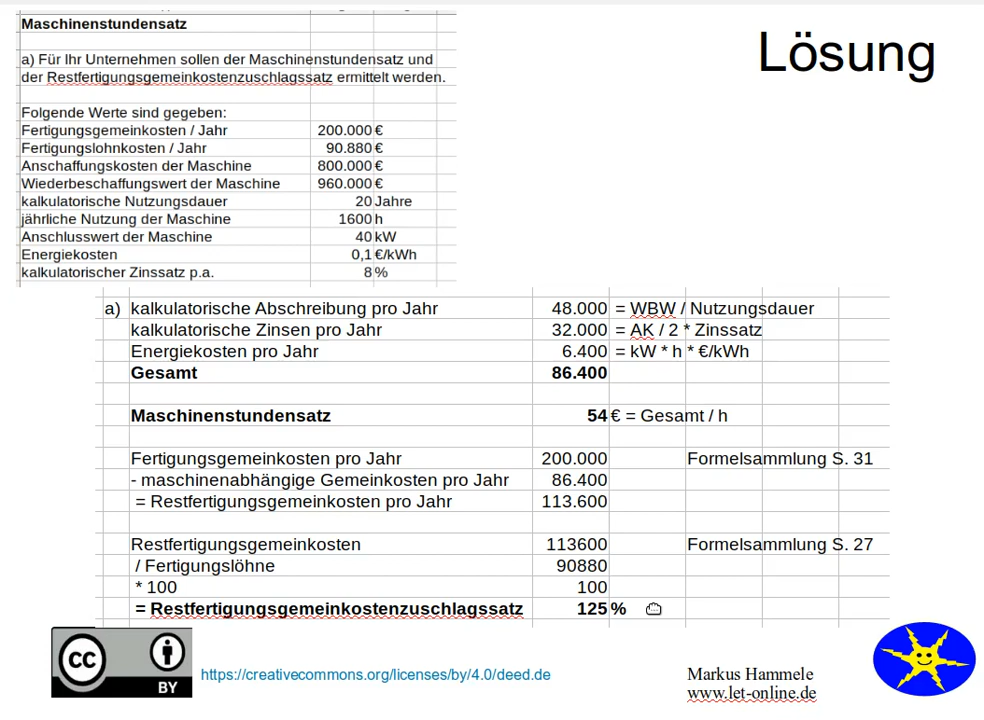 Lösung
Maschinenstundensatz
a) Für Ihr Unternehmen sollen der Maschinenstundensatz und
der Restfertigungsgemeinkostenzuschlagssatz ermittelt werden.
Folgende Werte sind gegeben:
Fertigungsgemeinkosten / Jahr 200.000 €
Fertigungslohnkosten / Jahr 90.880 €
Anschaffungskosten der Maschine 800.000 €
Wiederbeschaffungswert der Maschine 960.000 €
kalkulatorische Nutzungsdauer 20 Jahre
jährliche Nutzung der Maschine 1600 h
Anschlusswert der Maschine 40 kW
Energiekosten 0,1 €/kWh
kalkulatorischer Zinssatz p.a. 8 %
a) kalkulatorische Abschreibung pro Jahr 48.000 = WBW / Nutzungsdauer
kalkulatorische Zinsen pro Jahr 32.000 = AK / 2 * Zinssatz
Energiekosten pro Jahr 6.400 = kW * h * €/kWh
Gesamt 86.400
Maschinenstundensatz 54 € = Gesamt / h
Fertigungsgemeinkosten pro Jahr 200.000 Formelsammlung S. 31
- maschinenabhängige Gemeinkosten pro Jahr 86.400
= Restfertigungsgemeinkosten pro Jahr 113.600
Restfertigungsgemeinkosten 113600 Formelsammlung S. 27
/ Fertigungslöhne 90880
* 100 100
= Restfertigungsgemeinkostenzuschlagssatz 125 %
cc
BY
https://creativecommons.org/licenses/by/4.0/deed.de
Markus Hammele
www.let-online.de